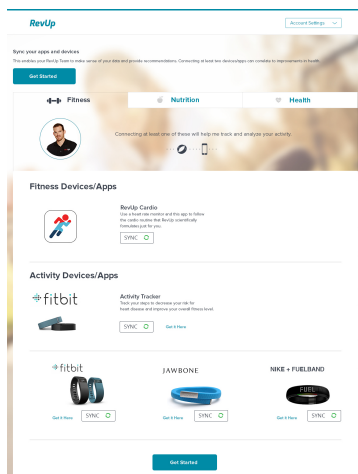 RevUp
Account Settings
Sync your apps and devices
This enables your RevUp Team to make sense of your data and provide recommendations. Connecting at least two devices/apps can correlate to improvements in health.
Get Started
Fitness
Nutrition
Health
Connecting at least one of these will help me track and analyze your activity.
Fitness Devices/Apps
RevUp Cardio
Use a heart rate monitor and this app to follow
the cardio routine that RevUp scientifically
formulates just for you.
SYNC
Activity Devices/Apps
fitbit
Activity Tracker
Track your steps to decrease your risk for
heart disease and improve your overall fitness level.
SYNC
Get it Here
fitbit
JAWBONE
NIKE + FUELBAND
FUEL
Get it Here
SYNC
Get it Here
SYNC
Get it Here
SYNC
Get Started